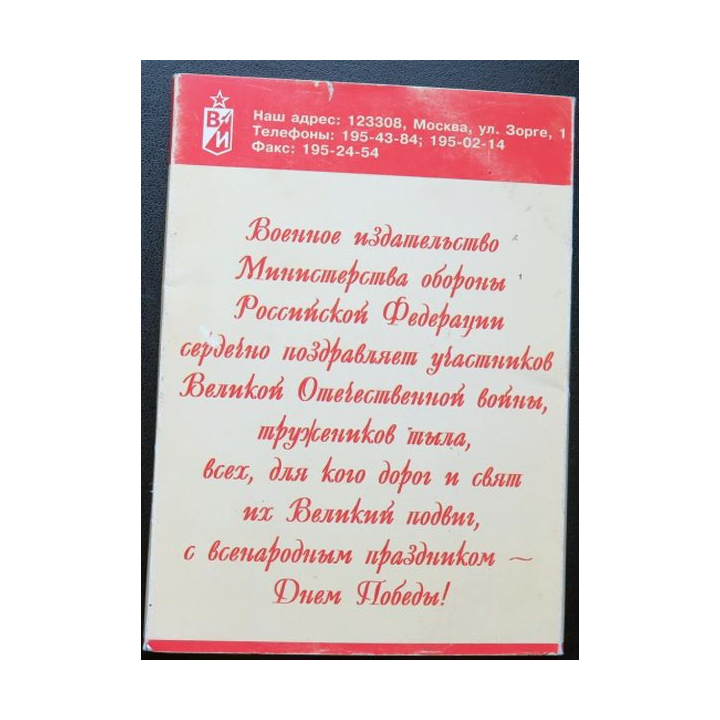 ВИ
Наш адрес: 123308, Москва, ул. Зорге, 1
Телефоны: 195-43-84; 195-02-14
Факс: 195-24-54
Военное издательство
Министерства обороны
Российской Федерации
сердечно поздравляет участников
Великой Отечественной войны,
тружеников тыла,
всех, для кого дорог и свят
их Великий подвиг,
с всенародным праздником –
Днем Победы!